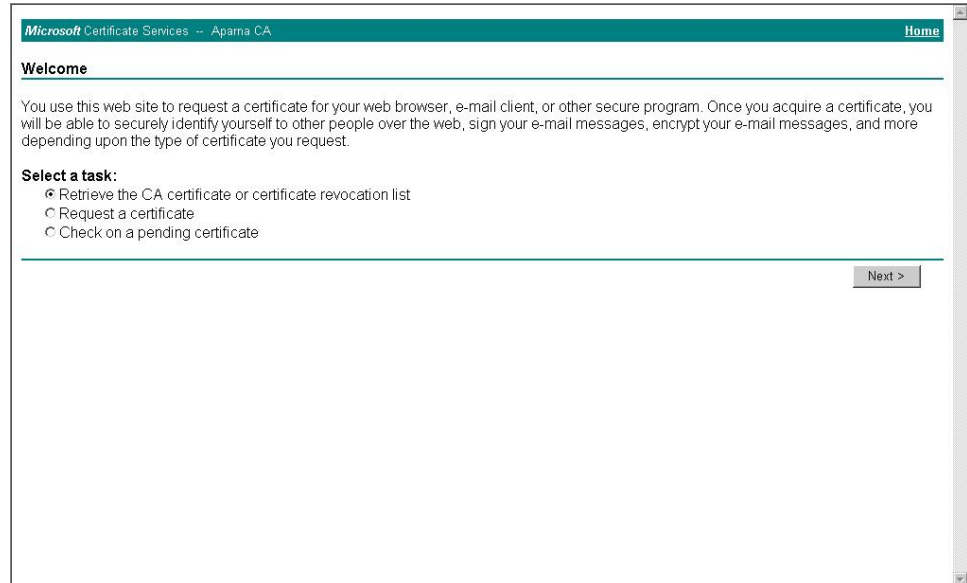 Microsoft Certificate Services -- Aparna CA Home
Welcome
You use this web site to request a certificate for your web browser, e-mail client, or other secure program. Once you acquire a certificate, you
will be able to securely identify yourself to other people over the web, sign your e-mail messages, encrypt your e-mail messages, and more
depending upon the type of certificate you request.
Select a task:
Retrieve the CA certificate or certificate revocation list
Request a certificate
Check on a pending certificate
Next >